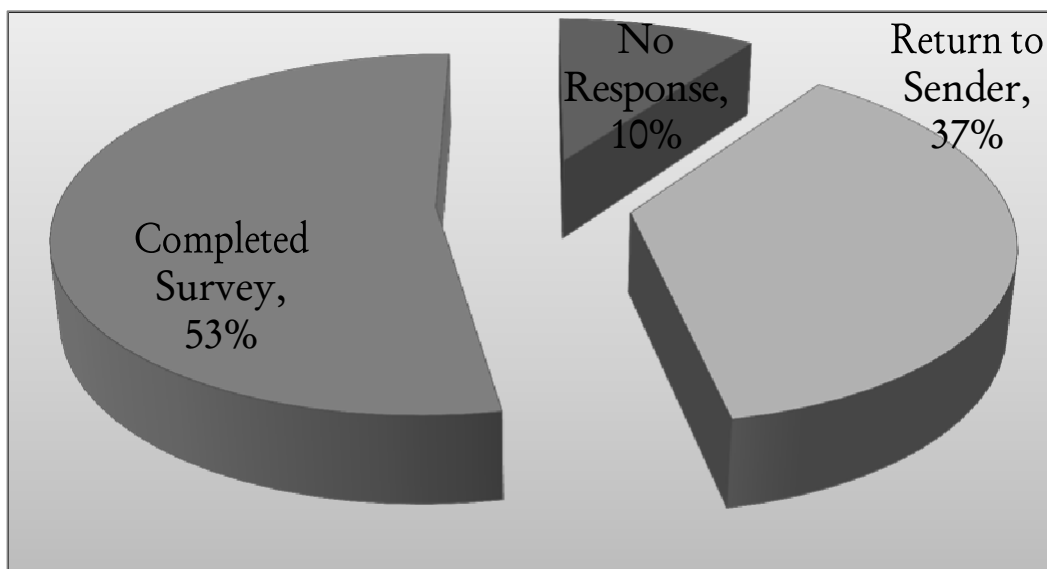 No
Response,
10%
Return to
Sender,
37%
Completed
Survey,
53%